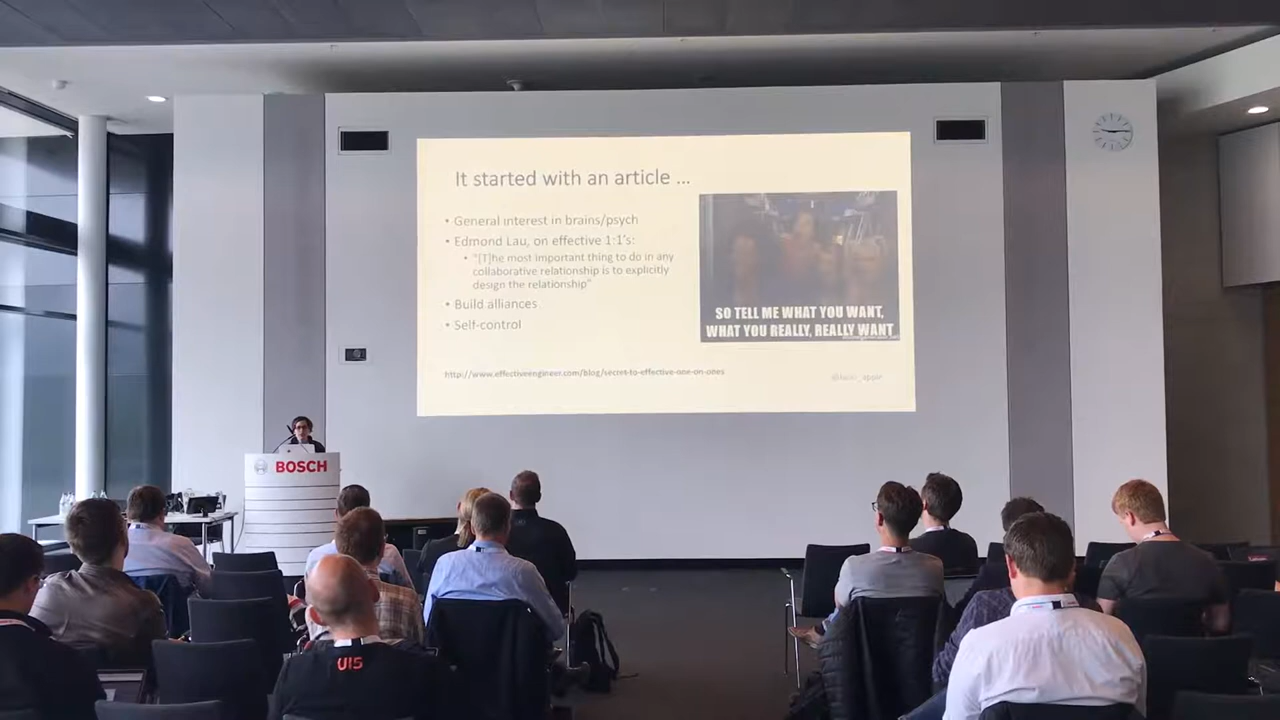 It started with an article ...
• General interest in brains/psych
• Edmond Lau, on effective 1:1's:
• "[T]he most important thing to do in any
collaborative relationship is to explicitly
design the relationship"
• Build alliances
• Self-control
SO TELL ME WHAT YOU WANT,
WHAT YOU REALLY, REALLY WANT
http://www.effectiveengineer.com/blog/secret-to-effective-one-on-ones
BOSCH
UI5